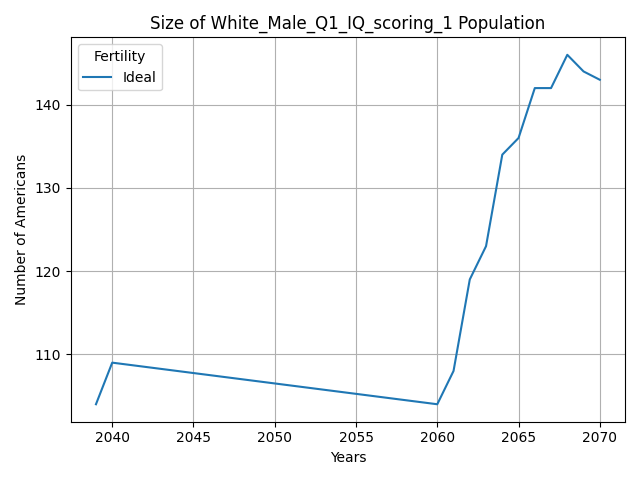 Size of White_Male_Q1_IQ_scoring_1 Population
Fertility
Ideal
Number of Americans
140
130
120
110
2040 2045 2050 2055 2060 2065 2070
Years